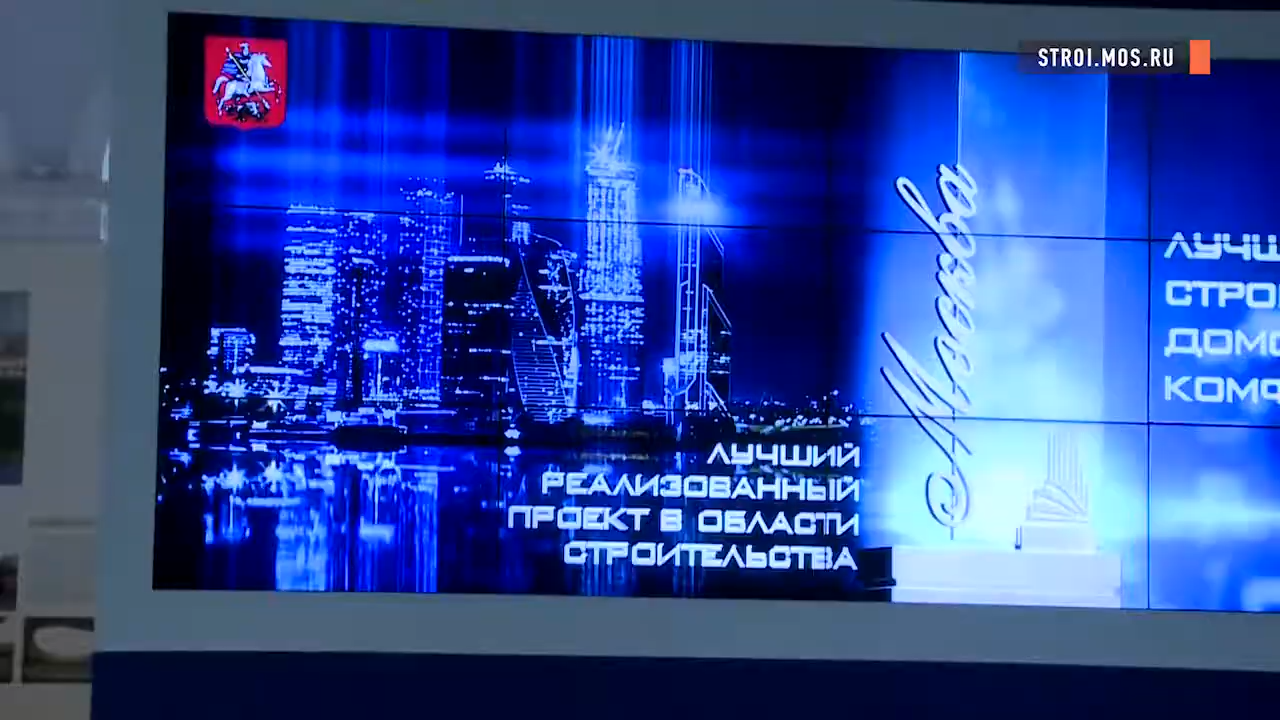 STROI.MOS.RU
Москва
ЛУЧШИЙ
РЕАЛИЗОВАННЫЙ
ПРОЕКТ В ОБЛАСТИ
СТРОИТЕЛЬСТВА